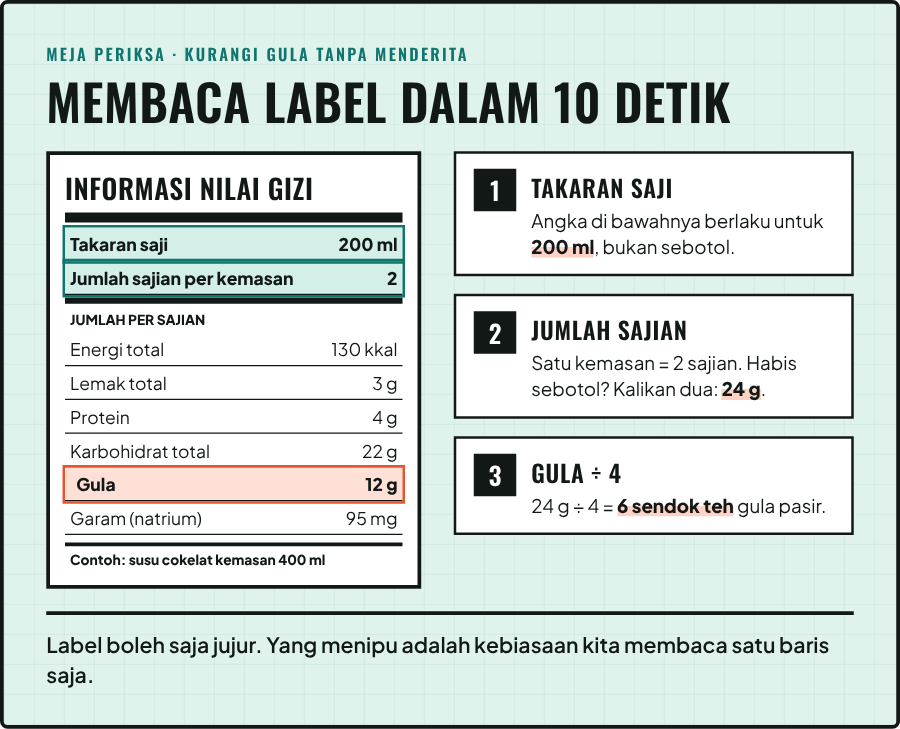 MEJA PERIKSA · KURANGI GULA TANPA MENDERITA
MEMBACA LABEL DALAM 10 DETIK
INFORMASI NILAI GIZI
Takaran saji 200 ml
Jumlah sajian per kemasan 2
JUMLAH PER SAJIAN
Energi total 130 kkal
Lemak total 3 g
Protein 4 g
Karbohidrat total 22 g
Gula 12 g
Garam (natrium) 95 mg
Contoh: susu cokelat kemasan 400 ml
1 TAKARAN SAJI
Angka di bawahnya berlaku untuk
200 ml, bukan sebotol.
2 JUMLAH SAJIAN
Satu kemasan = 2 sajian. Habis
sebotol? Kalikan dua: 24 g.
3 GULA ÷ 4
24 g ÷ 4 = 6 sendok teh gula pasir.
Label boleh saja jujur. Yang menipu adalah kebiasaan kita membaca satu baris
saja.